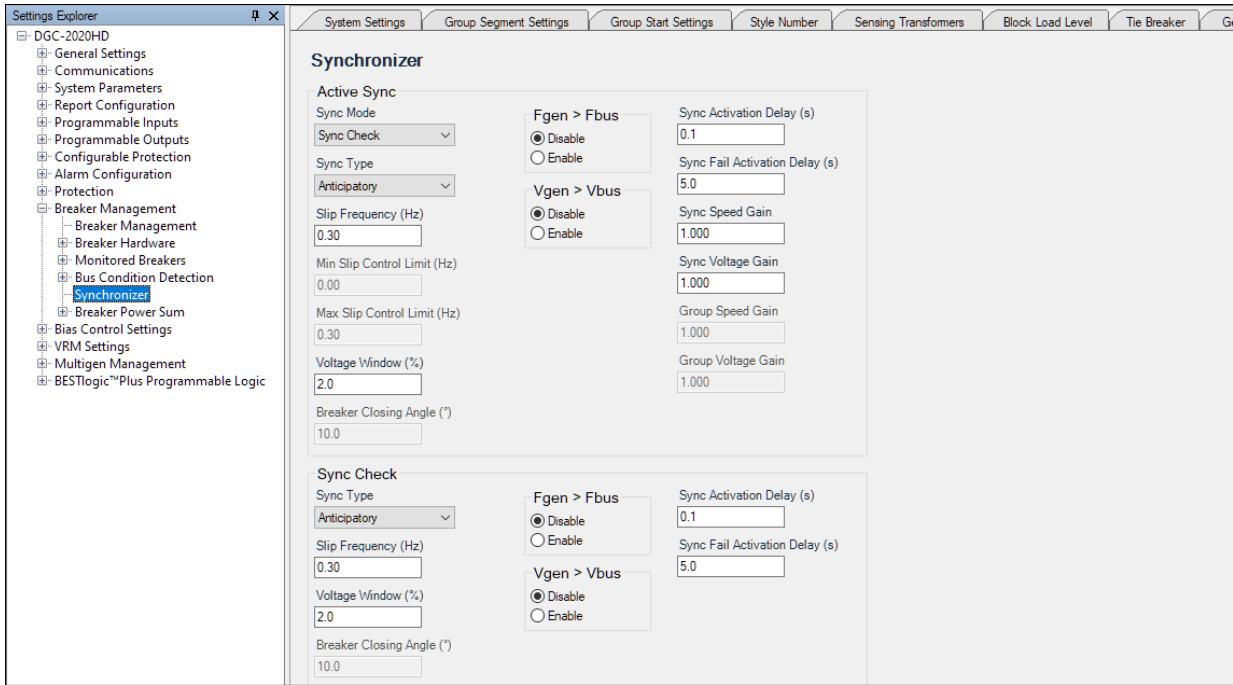 Settings Explorer
DGC-2020HD
General Settings
Communications
System Parameters
Report Configuration
Programmable Inputs
Programmable Outputs
Configurable Protection
Alarm Configuration
Protection
Breaker Management
Breaker Management
Breaker Hardware
Monitored Breakers
Bus Condition Detection
Synchronizer
Breaker Power Sum
Bias Control Settings
VRM Settings
Multigen Management
BESTlogic™Plus Programmable Logic
System Settings Group Segment Settings Group Start Settings Style Number Sensing Transformers Block Load Level Tie Breaker Ge
Synchronizer
Active Sync
Sync Mode
Sync Check
Sync Type
Anticipatory
Slip Frequency (Hz)
0.30
Min Slip Control Limit (Hz)
0.00
Max Slip Control Limit (Hz)
0.30
Voltage Window (%)
2.0
Breaker Closing Angle (°)
10.0
Fgen > Fbus
Disable
Enable
Vgen > Vbus
Disable
Enable
Sync Activation Delay (s)
0.1
Sync Fail Activation Delay (s)
5.0
Sync Speed Gain
1.000
Sync Voltage Gain
1.000
Group Speed Gain
1.000
Group Voltage Gain
1.000
Sync Check
Sync Type
Anticipatory
Slip Frequency (Hz)
0.30
Voltage Window (%)
2.0
Breaker Closing Angle (°)
10.0
Fgen > Fbus
Disable
Enable
Vgen > Vbus
Disable
Enable
Sync Activation Delay (s)
0.1
Sync Fail Activation Delay (s)
5.0